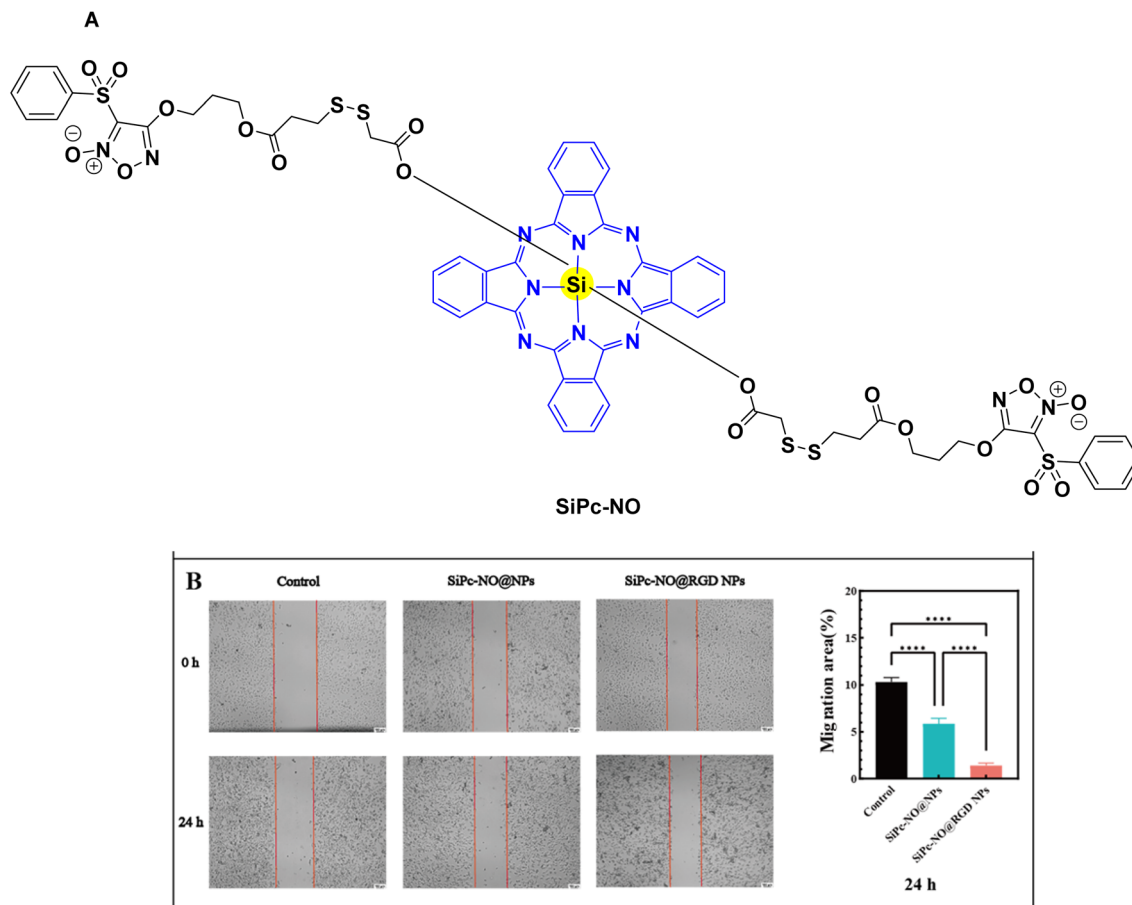 A
SiPc-NO
B
Control
SiPc-NO@NPs
SiPc-NO@RGD NPs
0 h
24 h
Migration area(%)
20
15
10
5
0
****
**** ****
Control
SiPc-NO@NPs
SiPc-NO@RGD NPs
24 h
O O
S
O
O
N
O
N
O
O
S
S
O
O
N N N
N Si N
N N N
O
O
S
S
O
O
O
N
O
N
O
S
O O